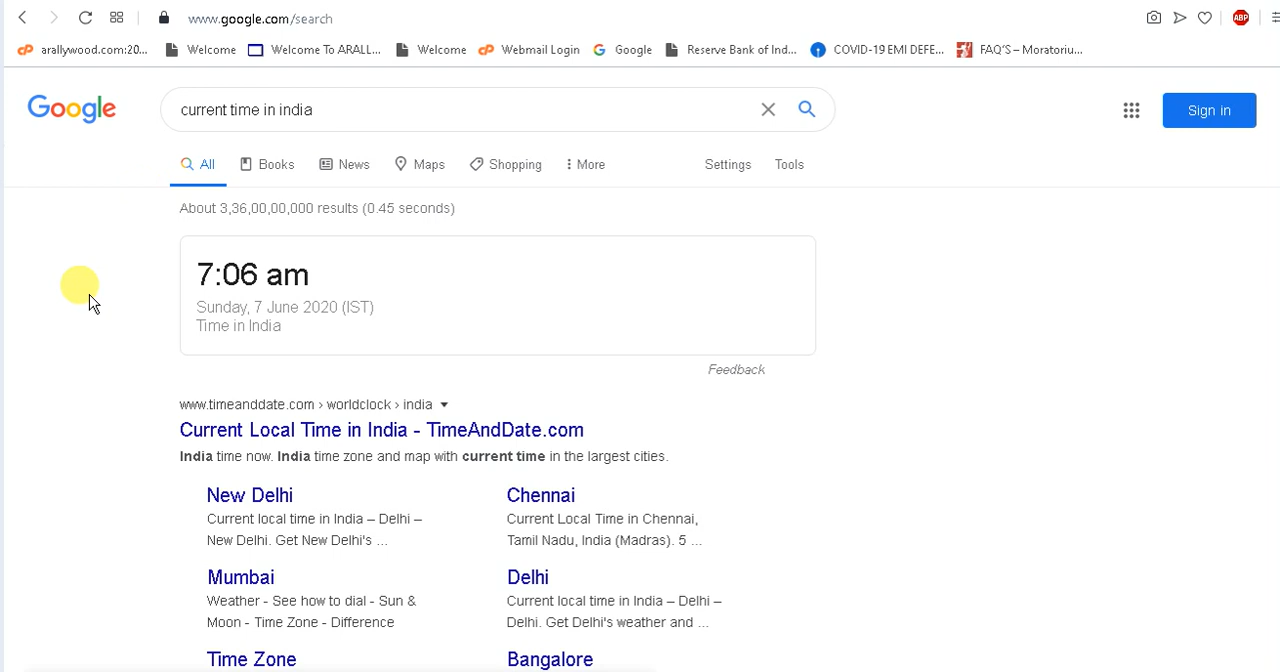 www.google.com/search
arallywood.com:20... Welcome Welcome To ARALL... Welcome Webmail Login Google Reserve Bank of Ind... COVID-19 EMI DEFE... FAQ'S – Moratoriu...
ABP
Google current time in india Sign in
All Books News Maps Shopping More Settings Tools
About 3,36,00,00,000 results (0.45 seconds)
7:06 am
Sunday, 7 June 2020 (IST)
Time in India
Feedback
www.timeanddate.com › worldclock › india
Current Local Time in India - TimeAndDate.com
India time now. India time zone and map with current time in the largest cities.
New Delhi
Current local time in India – Delhi –
New Delhi. Get New Delhi's ...
Chennai
Current Local Time in Chennai,
Tamil Nadu, India (Madras). 5 ...
Mumbai
Weather - See how to dial - Sun &
Moon - Time Zone - Difference
Delhi
Current local time in India – Delhi –
Delhi. Get Delhi's weather and ...
Time Zone
Bangalore